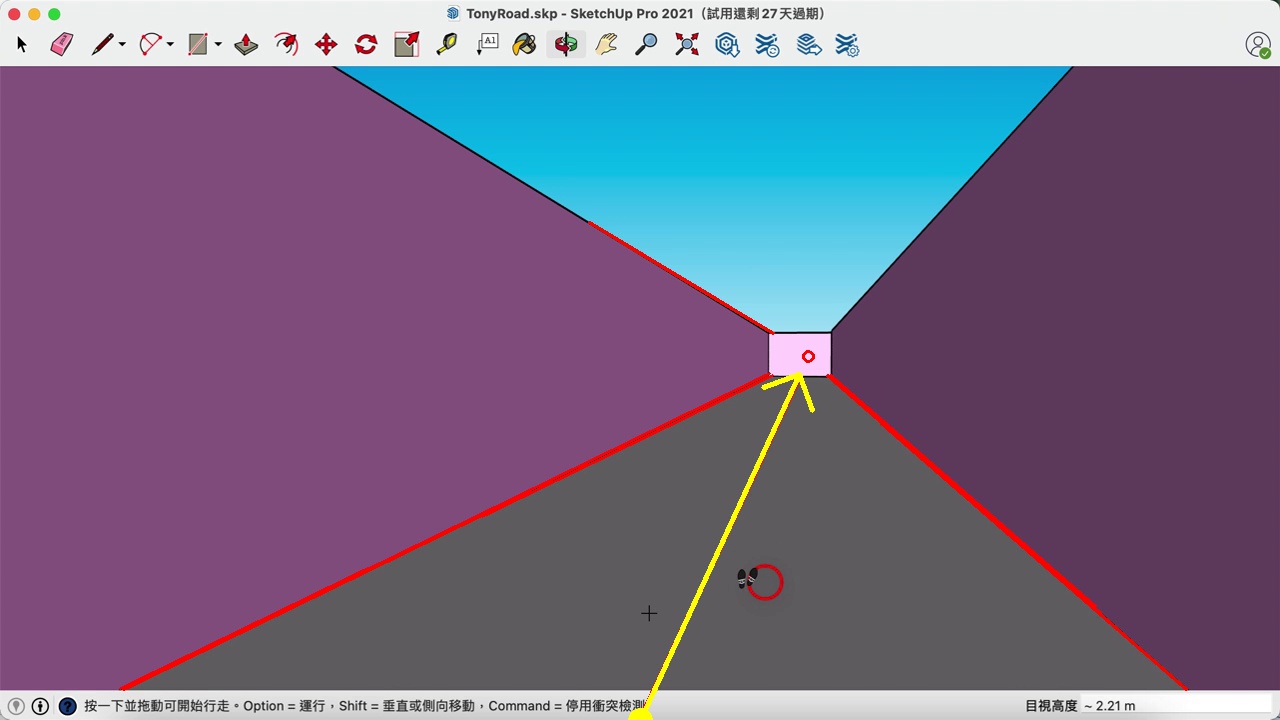 TonyRoad.skp - SketchUp Pro 2021（試用還剩 27 天過期）
A1
按一下並拖動可開始行走。Option = 運行，Shift = 垂直或側向移動，Command = 停用衝突檢測
目視高度 ~ 2.21 m